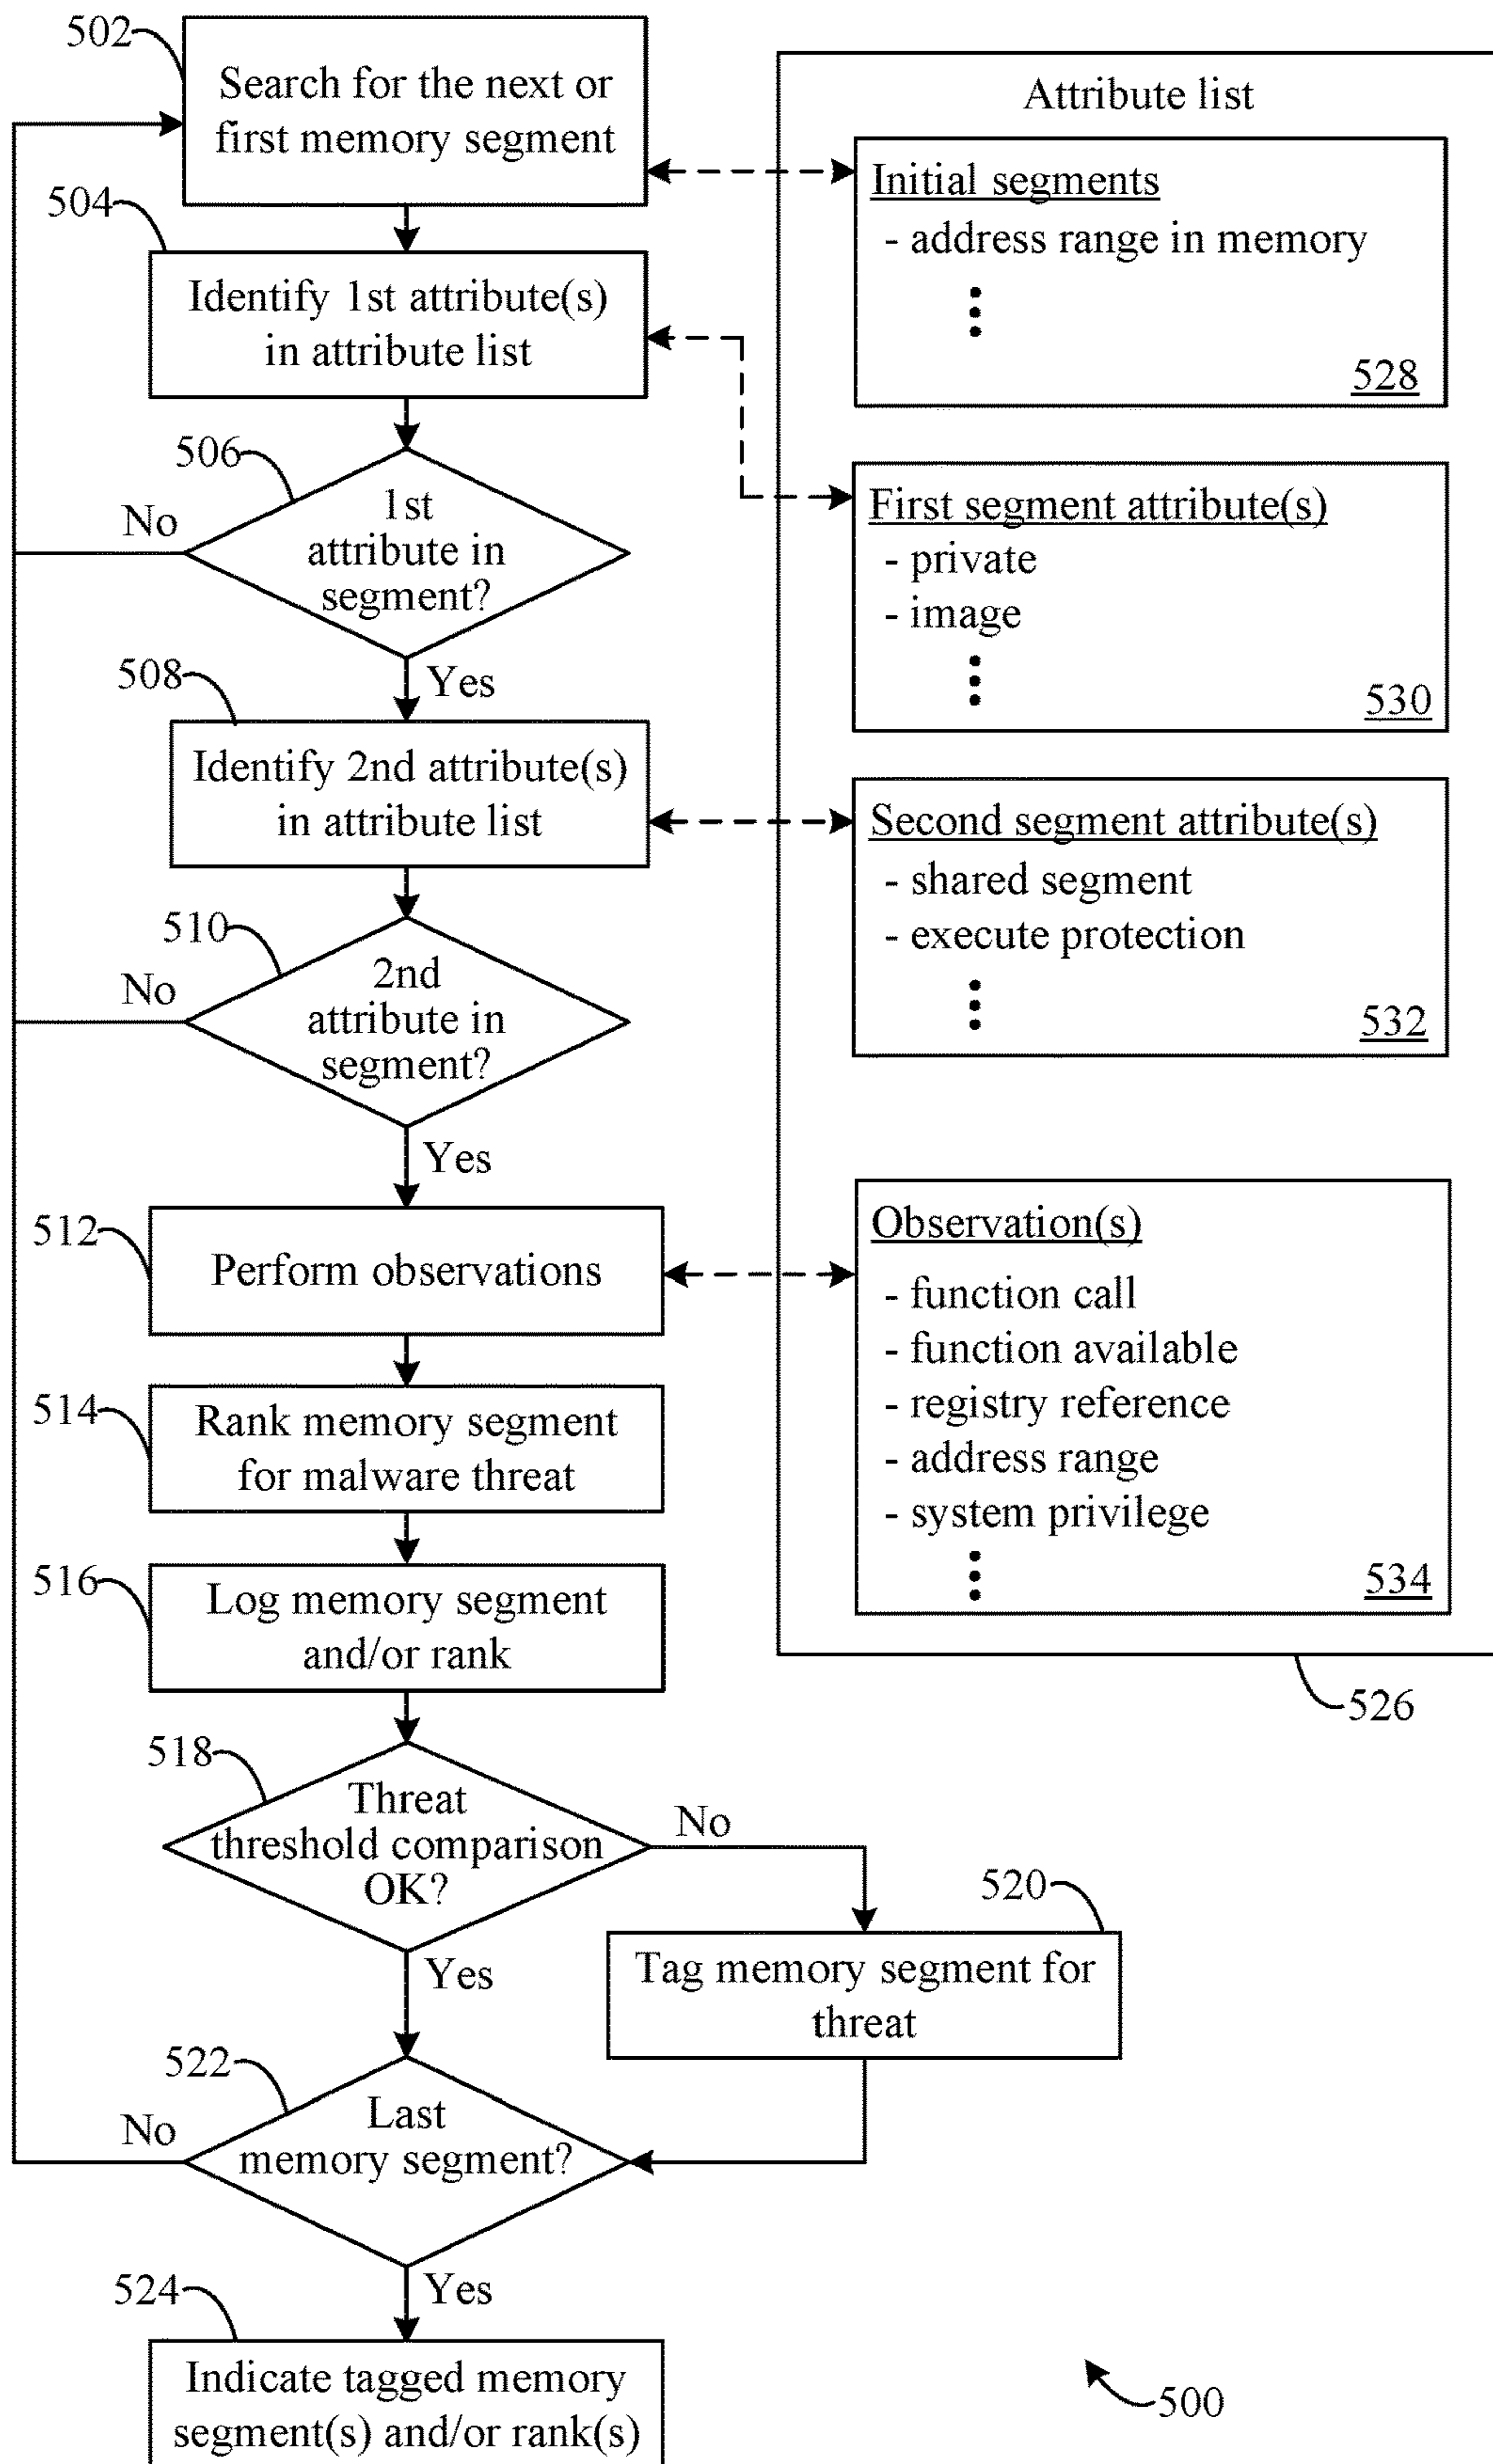 502
Search for the next or
first memory segment
504
Identify 1st attribute(s)
in attribute list
506
No
1st
attribute in
segment?
Yes
508
Identify 2nd attribute(s)
in attribute list
510
No
2nd
attribute in
segment?
Yes
512
Perform observations
514
Rank memory segment
for malware threat
516
Log memory segment
and/or rank
518
Threat
threshold comparison
OK?
No
520
Tag memory segment for
threat
Yes
522
No
Last
memory segment?
Yes
524
Indicate tagged memory
segment(s) and/or rank(s)
Attribute list
Initial segments
- address range in memory
528
First segment attribute(s)
- private
- image
530
Second segment attribute(s)
- shared segment
- execute protection
532
Observation(s)
- function call
- function available
- registry reference
- address range
- system privilege
534
526
500